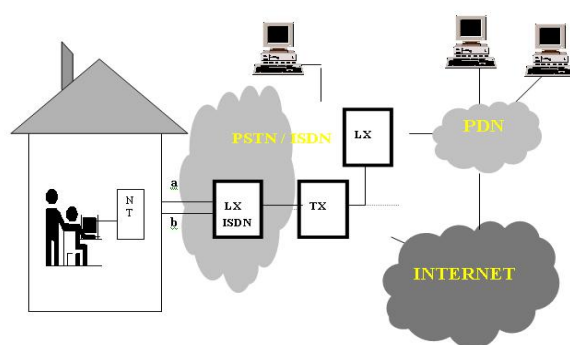 PSTN / ISDN
LX
PDN
a
N
T
b
LX
ISDN
TX
INTERNET